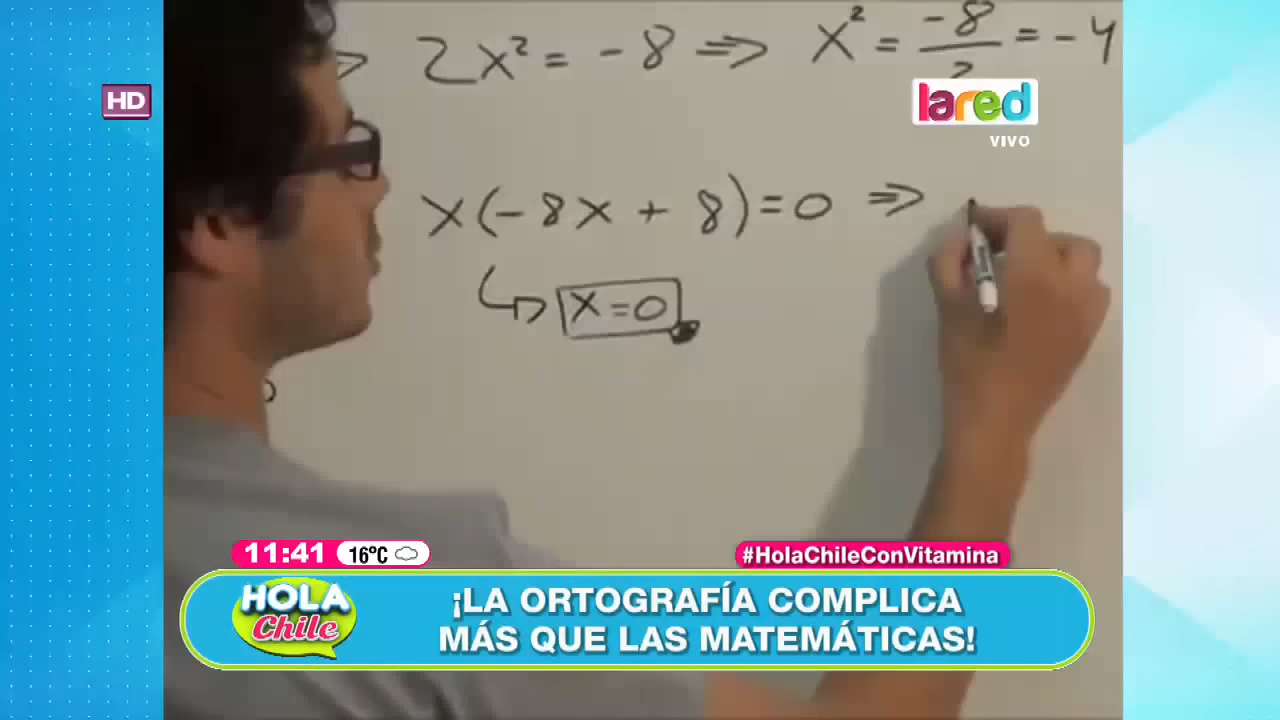 ⇒ 2x² = -8 ⇒ x² = -8/2 = -4
HD
lared
VIVO
x(-8x + 8) = 0 ⇒
↳ x = 0
11:41 16ºC
#HolaChileConVitamina
HOLA
Chile
¡LA ORTOGRAFÍA COMPLICA
MÁS QUE LAS MATEMÁTICAS!